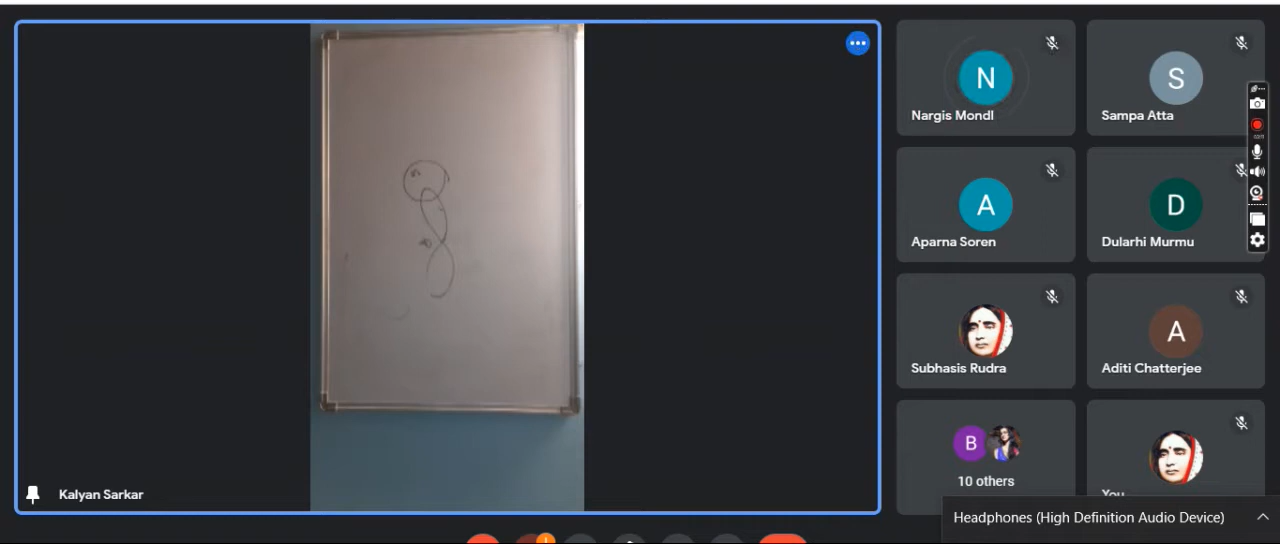 N
Nargis Mondl
S
Sampa Atta
A
Aparna Soren
D
Dularhi Murmu
Subhasis Rudra
A
Aditi Chatterjee
B
10 others
You
Kalyan Sarkar
Headphones (High Definition Audio Device)